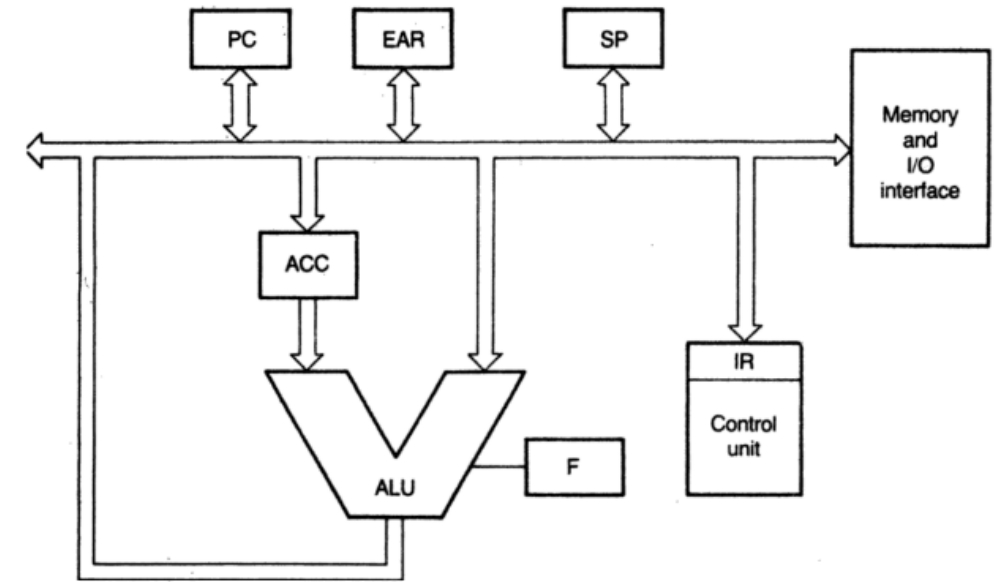 PC
EAR
SP
Memory
and
I/O
interface
ACC
IR
Control
unit
F
ALU